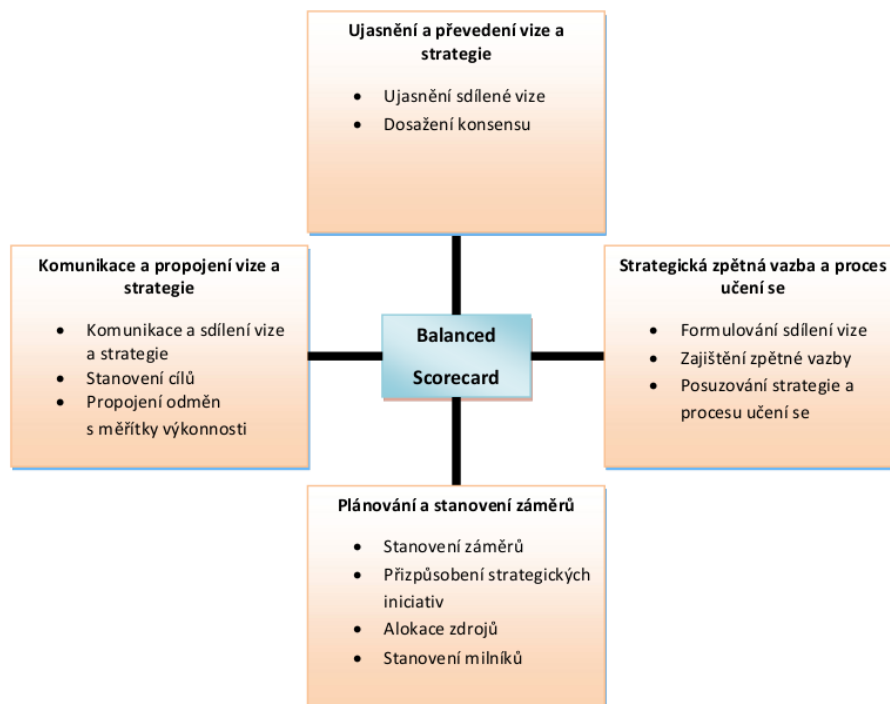 Ujasnění a převedení vize a
strategie
• Ujasnění sdílené vize
• Dosažení konsensu
Komunikace a propojení vize a
strategie
• Komunikace a sdílení vize
a strategie
• Stanovení cílů
• Propojení odměn
s měřítky výkonnosti
Balanced
Scorecard
Strategická zpětná vazba a proces
učení se
• Formulování sdílení vize
• Zajištění zpětné vazby
• Posuzování strategie a
procesu učení se
Plánování a stanovení záměrů
• Stanovení záměrů
• Přizpůsobení strategických
iniciativ
• Alokace zdrojů
• Stanovení milníků